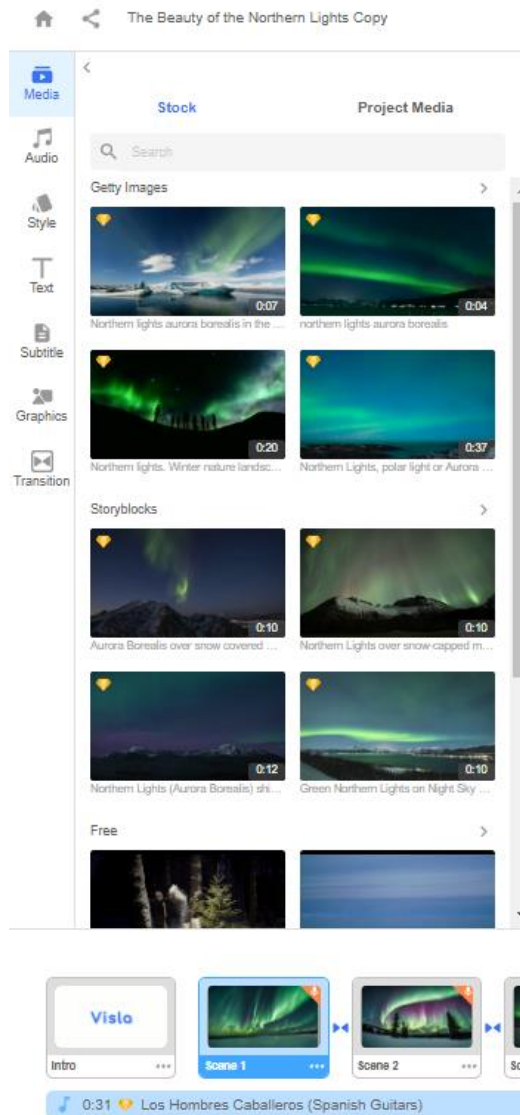 The Beauty of the Northern Lights Copy
Media
Audio
Style
Text
Subtitle
Graphics
Transition
Stock
Project Media
Search
Getty Images
0:07
0:04
Northern lights aurora borealis in the ...
northern lights aurora borealis
0:20
0:37
Northern lights. Winter nature landsc...
Northern Lights, polar light or Aurora ...
Storyblocks
0:10
0:10
Aurora Borealis over snow covered ...
Northern Lights over snow-capped m...
0:12
0:10
Northern Lights (Aurora Borealis) shi...
Green Northern Lights on Night Sky ...
Free
Visla
Intro
Scene 1
Scene 2
Sc
0:31 Los Hombres Caballeros (Spanish Guitars)